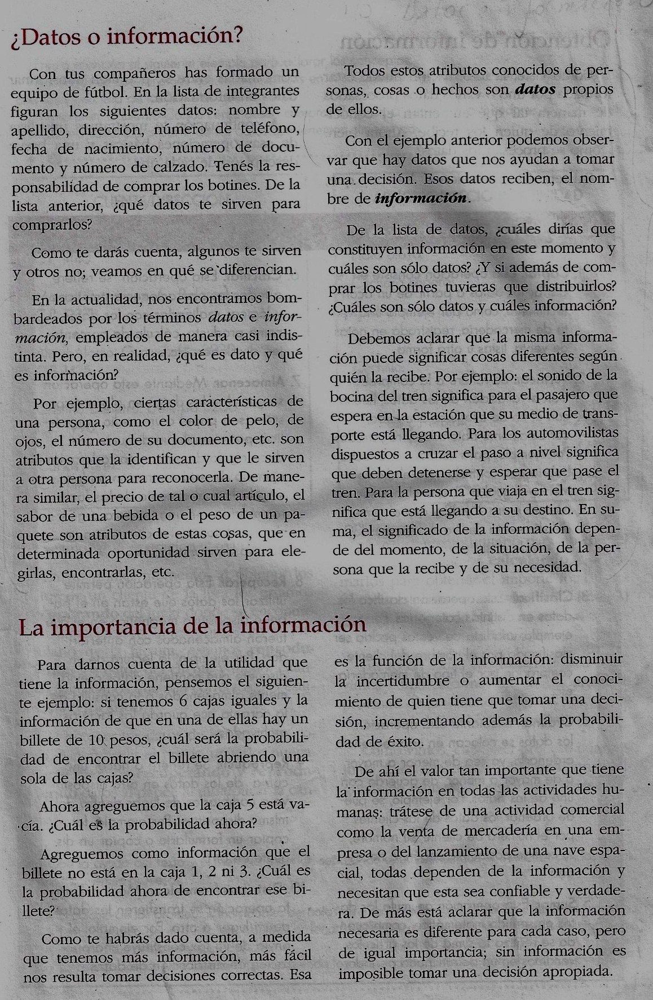 ¿Datos o información?
Con tus compañeros has formado un
equipo de fútbol. En la lista de integrantes
figuran los siguientes datos: nombre y
apellido, dirección, número de teléfono,
fecha de nacimiento, número de docu-
mento y número de calzado. Tenés la res-
ponsabilidad de comprar los botines. De la
lista anterior, ¿qué datos te sirven para
comprarlos?
Como te darás cuenta, algunos te sirven
y otros no; veamos en qué se diferencian.
En la actualidad, nos encontramos bom-
bardeados por los términos datos e infor-
mación, empleados de manera casi indis-
tinta. Pero, en realidad, ¿qué es dato y qué
es información?
Por ejemplo, ciertas características de
una persona, como el color de pelo, de
ojos, el número de su documento, etc. son
atributos que la identifican y que le sirven
a otra persona para reconocerla. De mane-
ra similar, el precio de tal o cual artículo, el
sabor de una bebida o el peso de un pa-
quete son atributos de estas cosas, que en
determinada oportunidad sirven para ele-
girlas, encontrarlas, etc.
Todos estos atributos conocidos de per-
sonas, cosas o hechos son datos propios
de ellos.
Con el ejemplo anterior podemos obser-
var que hay datos que nos ayudan a tomar
una decisión. Esos datos reciben, el nom-
bre de información.
De la lista de datos, ¿cuáles dirías que
constituyen información en este momento y
cuáles son sólo datos? ¿Y si además de com-
prar los botines tuvieras que distribuirlos?
¿Cuáles son sólo datos y cuáles información?
Debemos aclarar que la misma informa-
ción puede significar cosas diferentes según
quién la recibe. Por ejemplo: el sonido de la
bocina del tren significa para el pasajero que
espera en la estación que su medio de trans-
porte está llegando. Para los automovilistas
dispuestos a cruzar el paso a nivel significa
que deben detenerse y esperar que pase el
tren. Para la persona que viaja en el tren sig-
nifica que está llegando a su destino. En su-
ma, el significado de la información depen-
de del momento, de la situación, de la per-
sona que la recibe y de su necesidad.
La importancia de la información
Para darnos cuenta de la utilidad que
tiene la información, pensemos el siguien-
te ejemplo: si tenemos 6 cajas iguales y la
información de que en una de ellas hay un
billete de 10 pesos, ¿cuál será la probabili-
dad de encontrar el billete abriendo una
sola de las cajas?
Ahora agreguemos que la caja 5 está va-
cía. ¿Cuál es la probabilidad ahora?
Agreguemos como información que el
billete no está en la caja 1, 2 ni 3. ¿Cuál es
la probabilidad ahora de encontrar ese bi-
llete?
Como te habrás dado cuenta, a medida
que tenemos más información, más fácil
nos resulta tomar decisiones correctas. Esa
es la función de la información: disminuir
la incertidumbre o aumentar el conoci-
miento de quien tiene que tomar una deci-
sión, incrementando además la probabili-
dad de éxito.
De ahí el valor tan importante que tiene
la información en todas las actividades hu-
manas: trátese de una actividad comercial
como la venta de mercadería en una em-
presa o del lanzamiento de una nave espa-
cial, todas dependen de la información y
necesitan que esta sea confiable y verdade-
ra. De más está aclarar que la información
necesaria es diferente para cada caso, pero
de igual importancia; sin información es
imposible tomar una decisión apropiada.